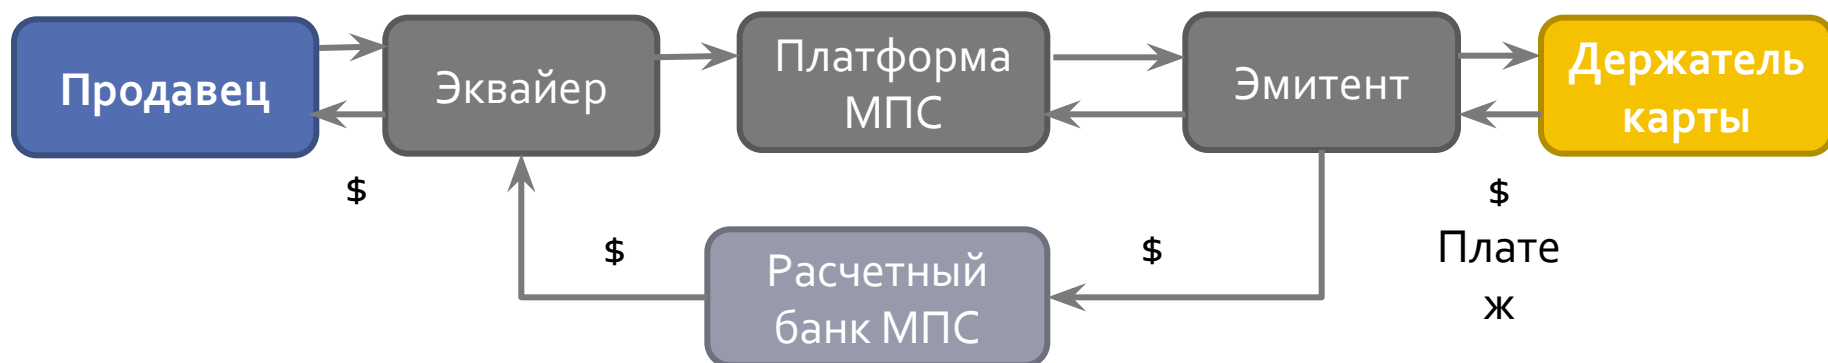 Продавец
Эквайер
Платформа
МПС
Эмитент
Держатель
карты
$
$
$
$
Плате
ж
Расчетный
банк МПС